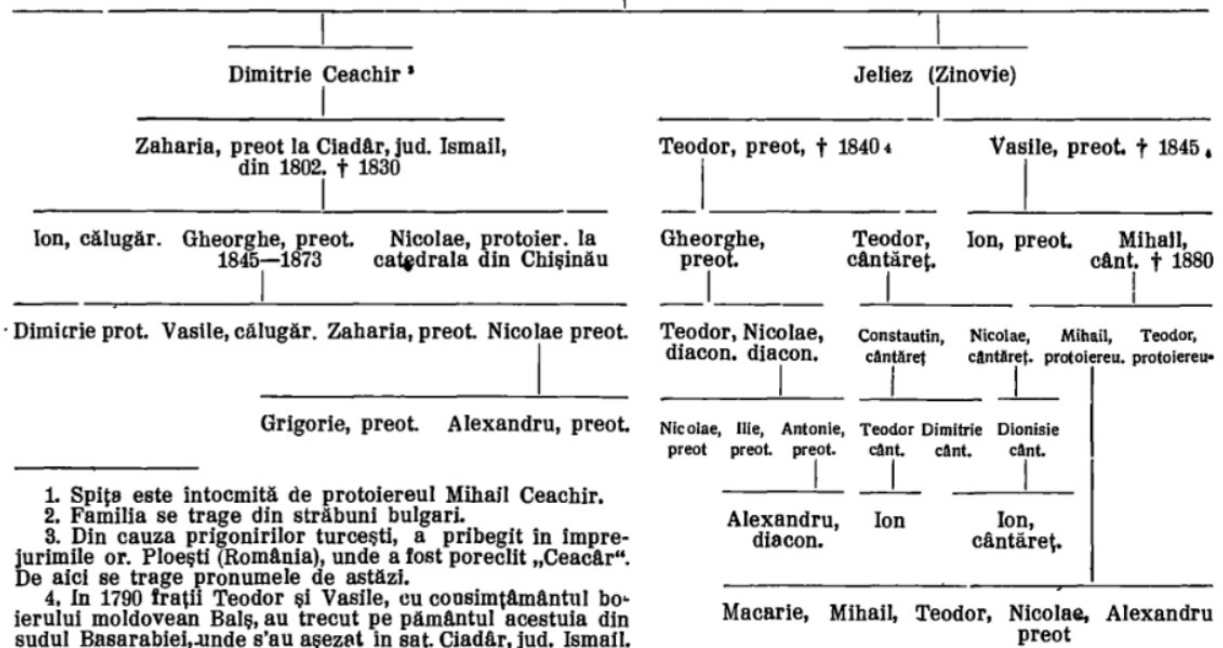 Dimitrie Ceachir ³
Jeliez (Zinovie)
Zaharia, preot la Ciadâr, jud. Ismail,
din 1802. † 1830
Teodor, preot, † 1840 ⁴
Vasile, preot. † 1845 ⁴
Ion, călugăr. Gheorghe, preot. Nicolae, protoier. la
1845—1873 catedrala din Chişinău
Gheorghe, Teodor, Ion, preot. Mihail,
preot. cântăreţ. cânt. † 1880
Dimitrie prot. Vasile, călugăr. Zaharia, preot. Nicolae preot.
Teodor, Nicolae, Constautin, Nicolae, Mihail, Teodor,
diacon. diacon. cântăreţ cântăreţ. protoiereu. protoiereu.
Grigorie, preot. Alexandru, preot.
Nicolae, Ilie, Antonie, Teodor Dimitrie Dionisie
preot preot. preot. cânt. cânt. cânt.
Alexandru, Ion Ion,
diacon. cântăreţ.
Macarie, Mihail, Teodor, Nicolae, Alexandru
preot
1. Spiţa este întocmită de protoiereul Mihail Ceachir.
2. Familia se trage din străbuni bulgari.
3. Din cauza prigonirilor turceşti, a pribegit în împre-
jurimile or. Ploeşti (România), unde a fost poreclit „Ceacâr“.
De aici se trage pronumele de astăzi.
4. In 1790 fraţii Teodor şi Vasile, cu consimţământul bo-
ierului moldovean Balş, au trecut pe pământul acestuia din
sudul Basarabiei, unde s'au aşezat în sat. Ciadâr, jud. Ismail.